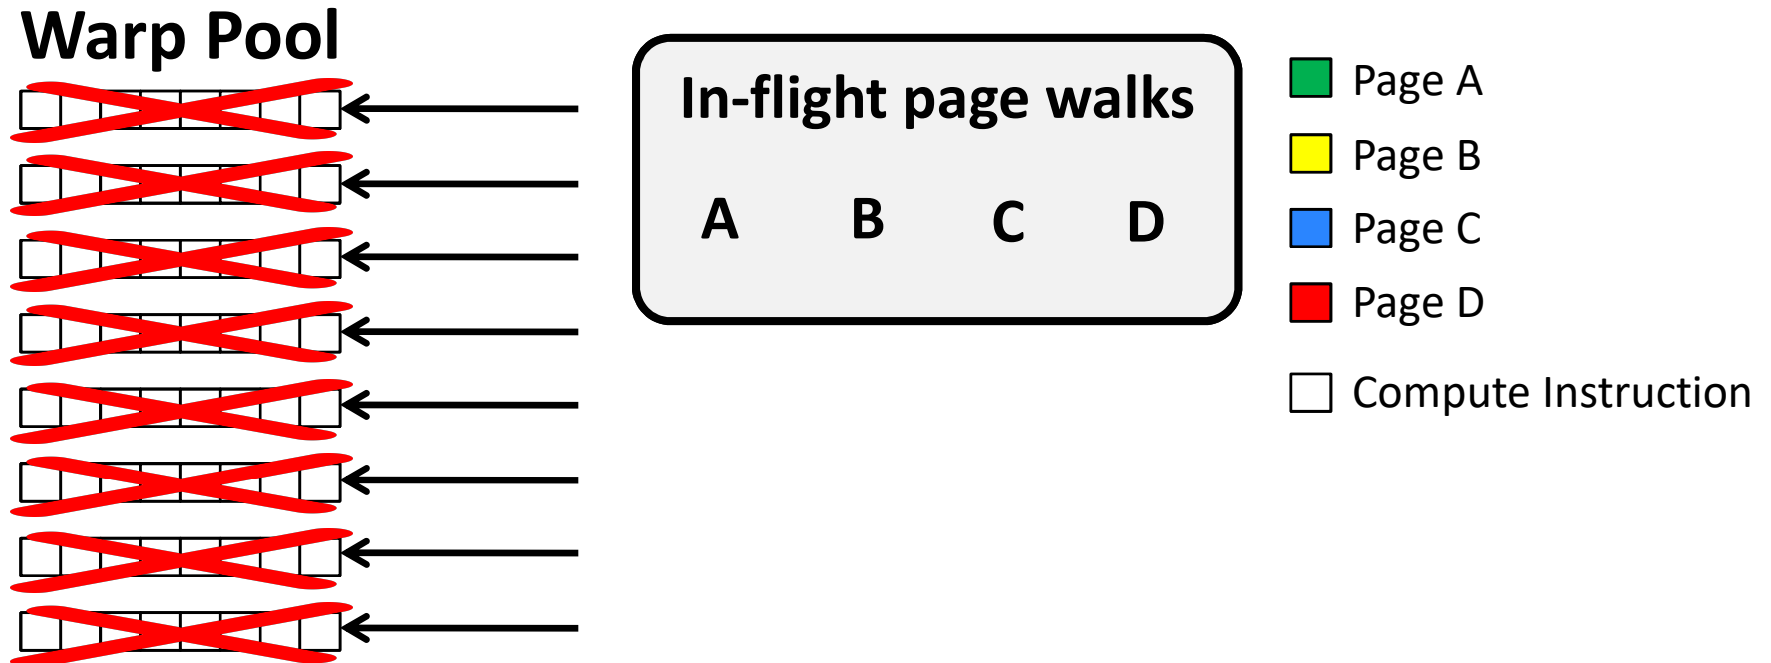 Warp Pool
In-flight page walks
A B C D
Page A
Page B
Page C
Page D
Compute Instruction